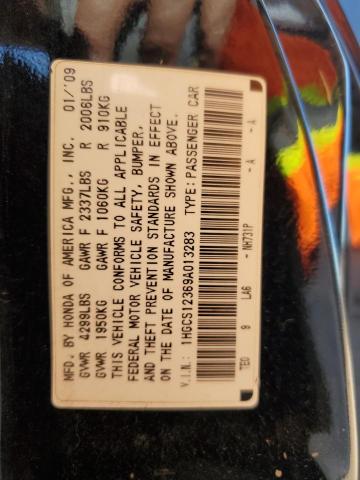 MFD. BY HONDA OF AMERICA MFG., INC. 01/'09
GVWR 4299LBS GAWR F 2337LBS R 2006LBS
GVWR 1950KG GAWR F 1060KG R 910KG
THIS VEHICLE CONFORMS TO ALL APPLICABLE
FEDERAL MOTOR VEHICLE SAFETY, BUMPER,
AND THEFT PREVENTION STANDARDS IN EFFECT
ON THE DATE OF MANUFACTURE SHOWN ABOVE.
V.I.N.: 1HGCS12369A013283 TYPE: PASSENGER CAR
TE0 9 LA6 -NH731P -A -A